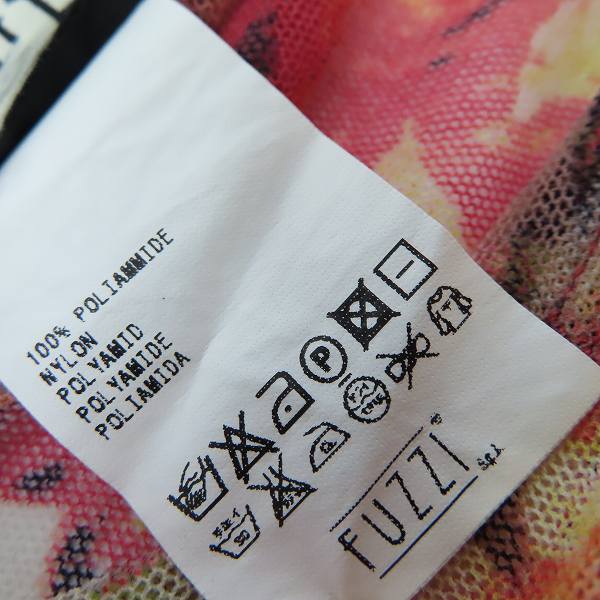 100% POLIAMMIDE
NYLON
POLYAMID
POLYAMIDE
POLIAMIDA
P
FUZZI®
S.p.A.